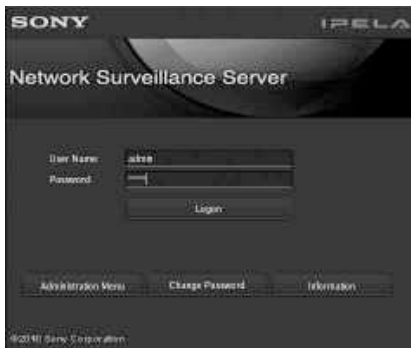 SONY
IPELA
Network Surveillance Server
User Name
admin
Password
Logon
Administration Menu
Change Password
Information
©2010 Sony Corporation